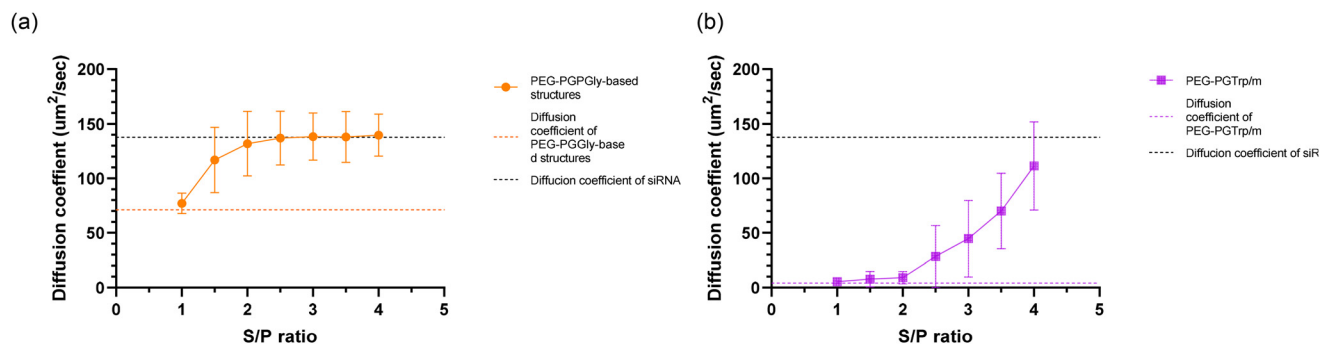 (a)
Diffusion coefficient (um²/sec)
200
150
100
50
0
0 1 2 3 4 5
S/P ratio
PEG-PGPGly-based
structures
Diffusion
coefficient of
PEG-PGGly-base
d structures
Diffucion coefficient of siRNA
(b)
Diffusion coeffient (um²/sec)
200
150
100
50
0
0 1 2 3 4 5
S/P ratio
PEG-PGTrp/m
Diffusion
coefficient of
PEG-PGTrp/m
Diffucion coefficient of siR